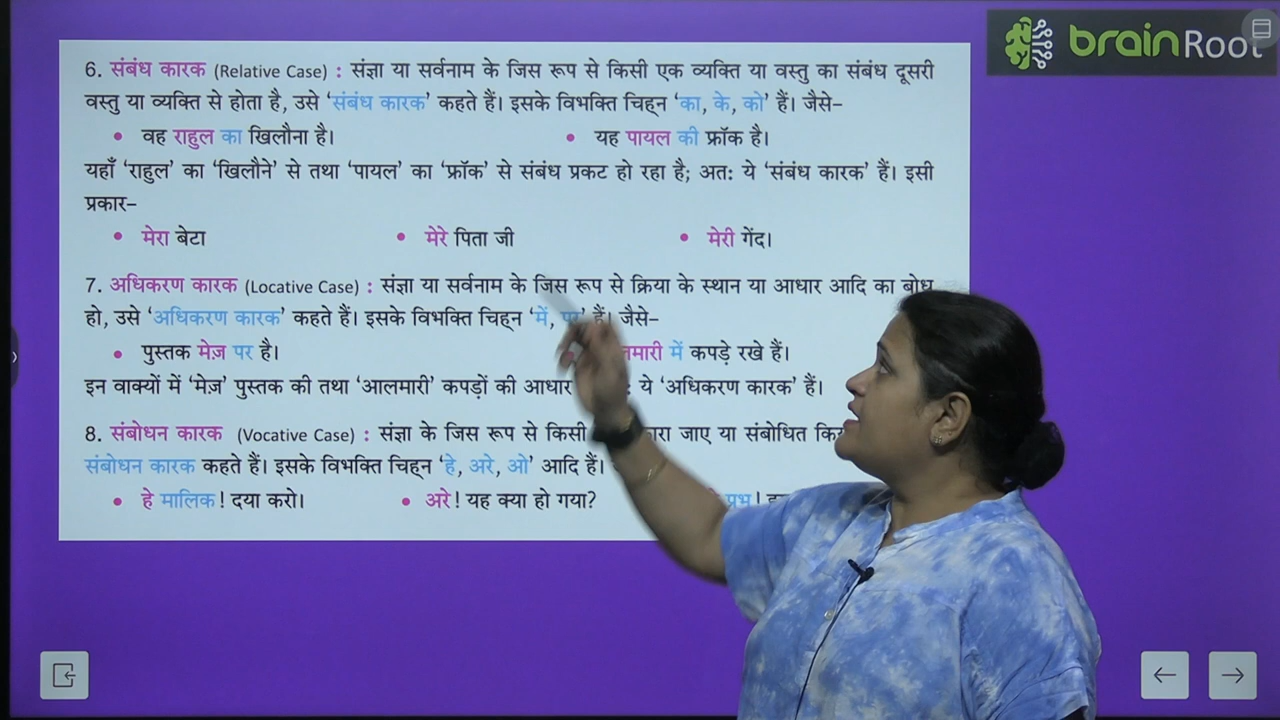 brainRoot
6. संबंध कारक (Relative Case) : संज्ञा या सर्वनाम के जिस रूप से किसी एक व्यक्ति या वस्तु का संबंध दूसरी
वस्तु या व्यक्ति से होता है, उसे ‘संबंध कारक’ कहते हैं। इसके विभक्ति चिह्न ‘का, के, को’ हैं। जैसे–
• वह राहुल का खिलौना है। • यह पायल की फ्रॉक है।
यहाँ ‘राहुल’ का ‘खिलौने’ से तथा ‘पायल’ का ‘फ्रॉक’ से संबंध प्रकट हो रहा है; अतः ये ‘संबंध कारक’ हैं। इसी
प्रकार–
• मेरा बेटा • मेरे पिता जी • मेरी गेंद।
7. अधिकरण कारक (Locative Case) : संज्ञा या सर्वनाम के जिस रूप से क्रिया के स्थान या आधार आदि का बोध
हो, उसे ‘अधिकरण कारक’ कहते हैं। इसके विभक्ति चिह्न ‘में, पर’ हैं। जैसे–
• पुस्तक मेज़ पर है। में कपड़े रखे हैं।
इन वाक्यों में ‘मेज़’ पुस्तक की तथा ‘आलमारी’ कपड़ों की आधार ये ‘अधिकरण कारक’ हैं।
8. संबोधन कारक (Vocative Case) : संज्ञा के जिस रूप से किसी जाए या संबोधित
संबोधन कारक कहते हैं। इसके विभक्ति चिह्न ‘हे, अरे, ओ’ आदि हैं।
• हे मालिक! दया करो। • अरे! यह क्या हो गया? प्रभु!